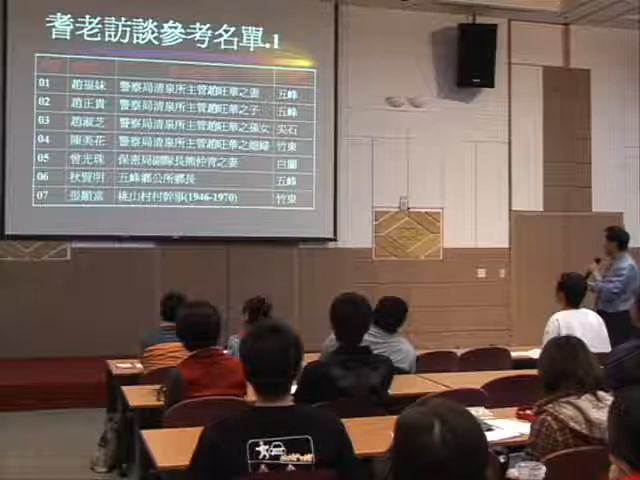 耆老訪談參考名單.1
01 趙強妹 警察局清泉所主管趙旺華之妻 五峰
02 趙正貴 警察局清泉所主管趙旺華之子 五峰
03 趙淑芝 警察局清泉所主管趙旺華之孫女 尖石
04 陳美花 警察局清泉所主管趙旺華之媳婦 竹東
05 曾光珠 保密局副隊長熊仲青之妻 白蘭
06 秋賢明 五峰鄉公所鄉長 五峰
07 張顯富 桃山村村幹事(1946-1970) 竹東